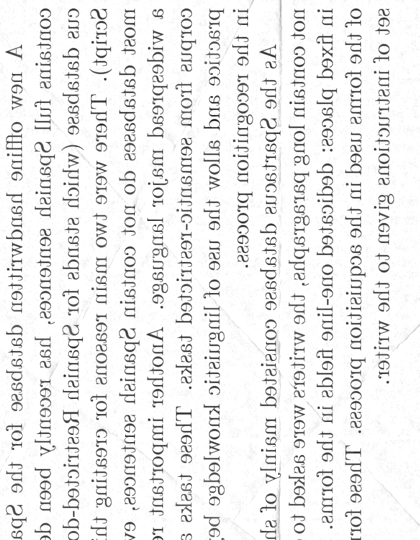 A new offline handwritten database for the Spa
contains full Spanish sentences, has recently been d
cus database (which stands for Spanish Restricted-do
Script). There were two main reasons for creating th
most databases do not contain Spanish sentences, eve
a widespread major language. Another important re
corpus from semantic-restricted tasks. These tasks a
practice and allow the use of linguistic knowledge be
in the recognition process.
As the Spartacus database consisted mainly of sh
not contain long paragraphs, the writers were asked to
in fixed places: dedicated one-line fields in the forms.
of the forms used in the acquisition process. These for
set of instructions given to the writer.